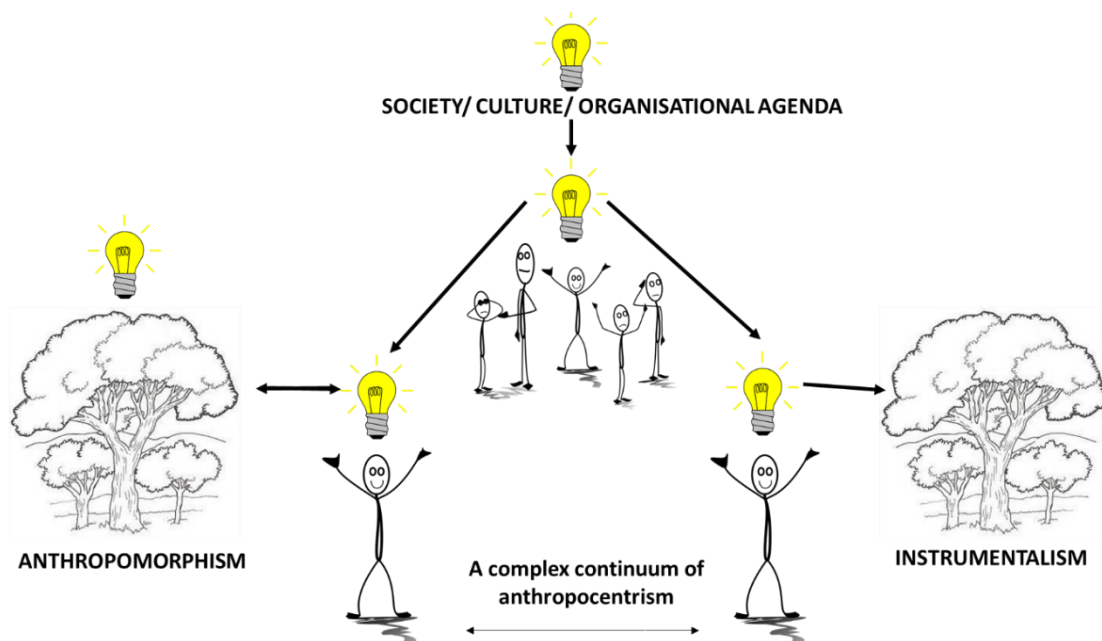 SOCIETY/ CULTURE/ ORGANISATIONAL AGENDA
ANTHROPOMORPHISM
INSTRUMENTALISM
A complex continuum of
anthropocentrism